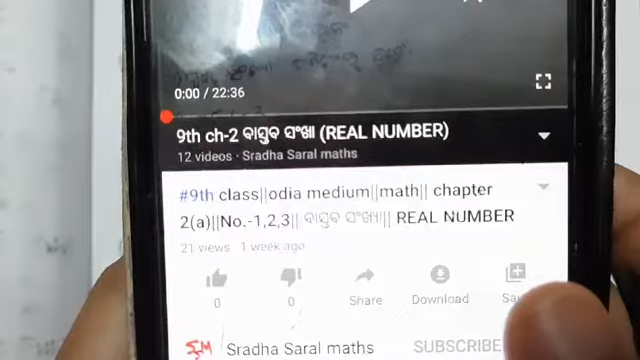 0:00 / 22:36
9th ch-2 ବାସ୍ତବ ସଂଖ୍ୟା (REAL NUMBER)
12 videos · Sradha Saral maths
#9th class||odia medium||math|| chapter
2(a)||No.-1,2,3|| ବାସ୍ତବ ସଂଖ୍ୟା|| REAL NUMBER
21 views · 1 week ago
0 0 Share Download
Sradha Saral maths SUBSCRIBE